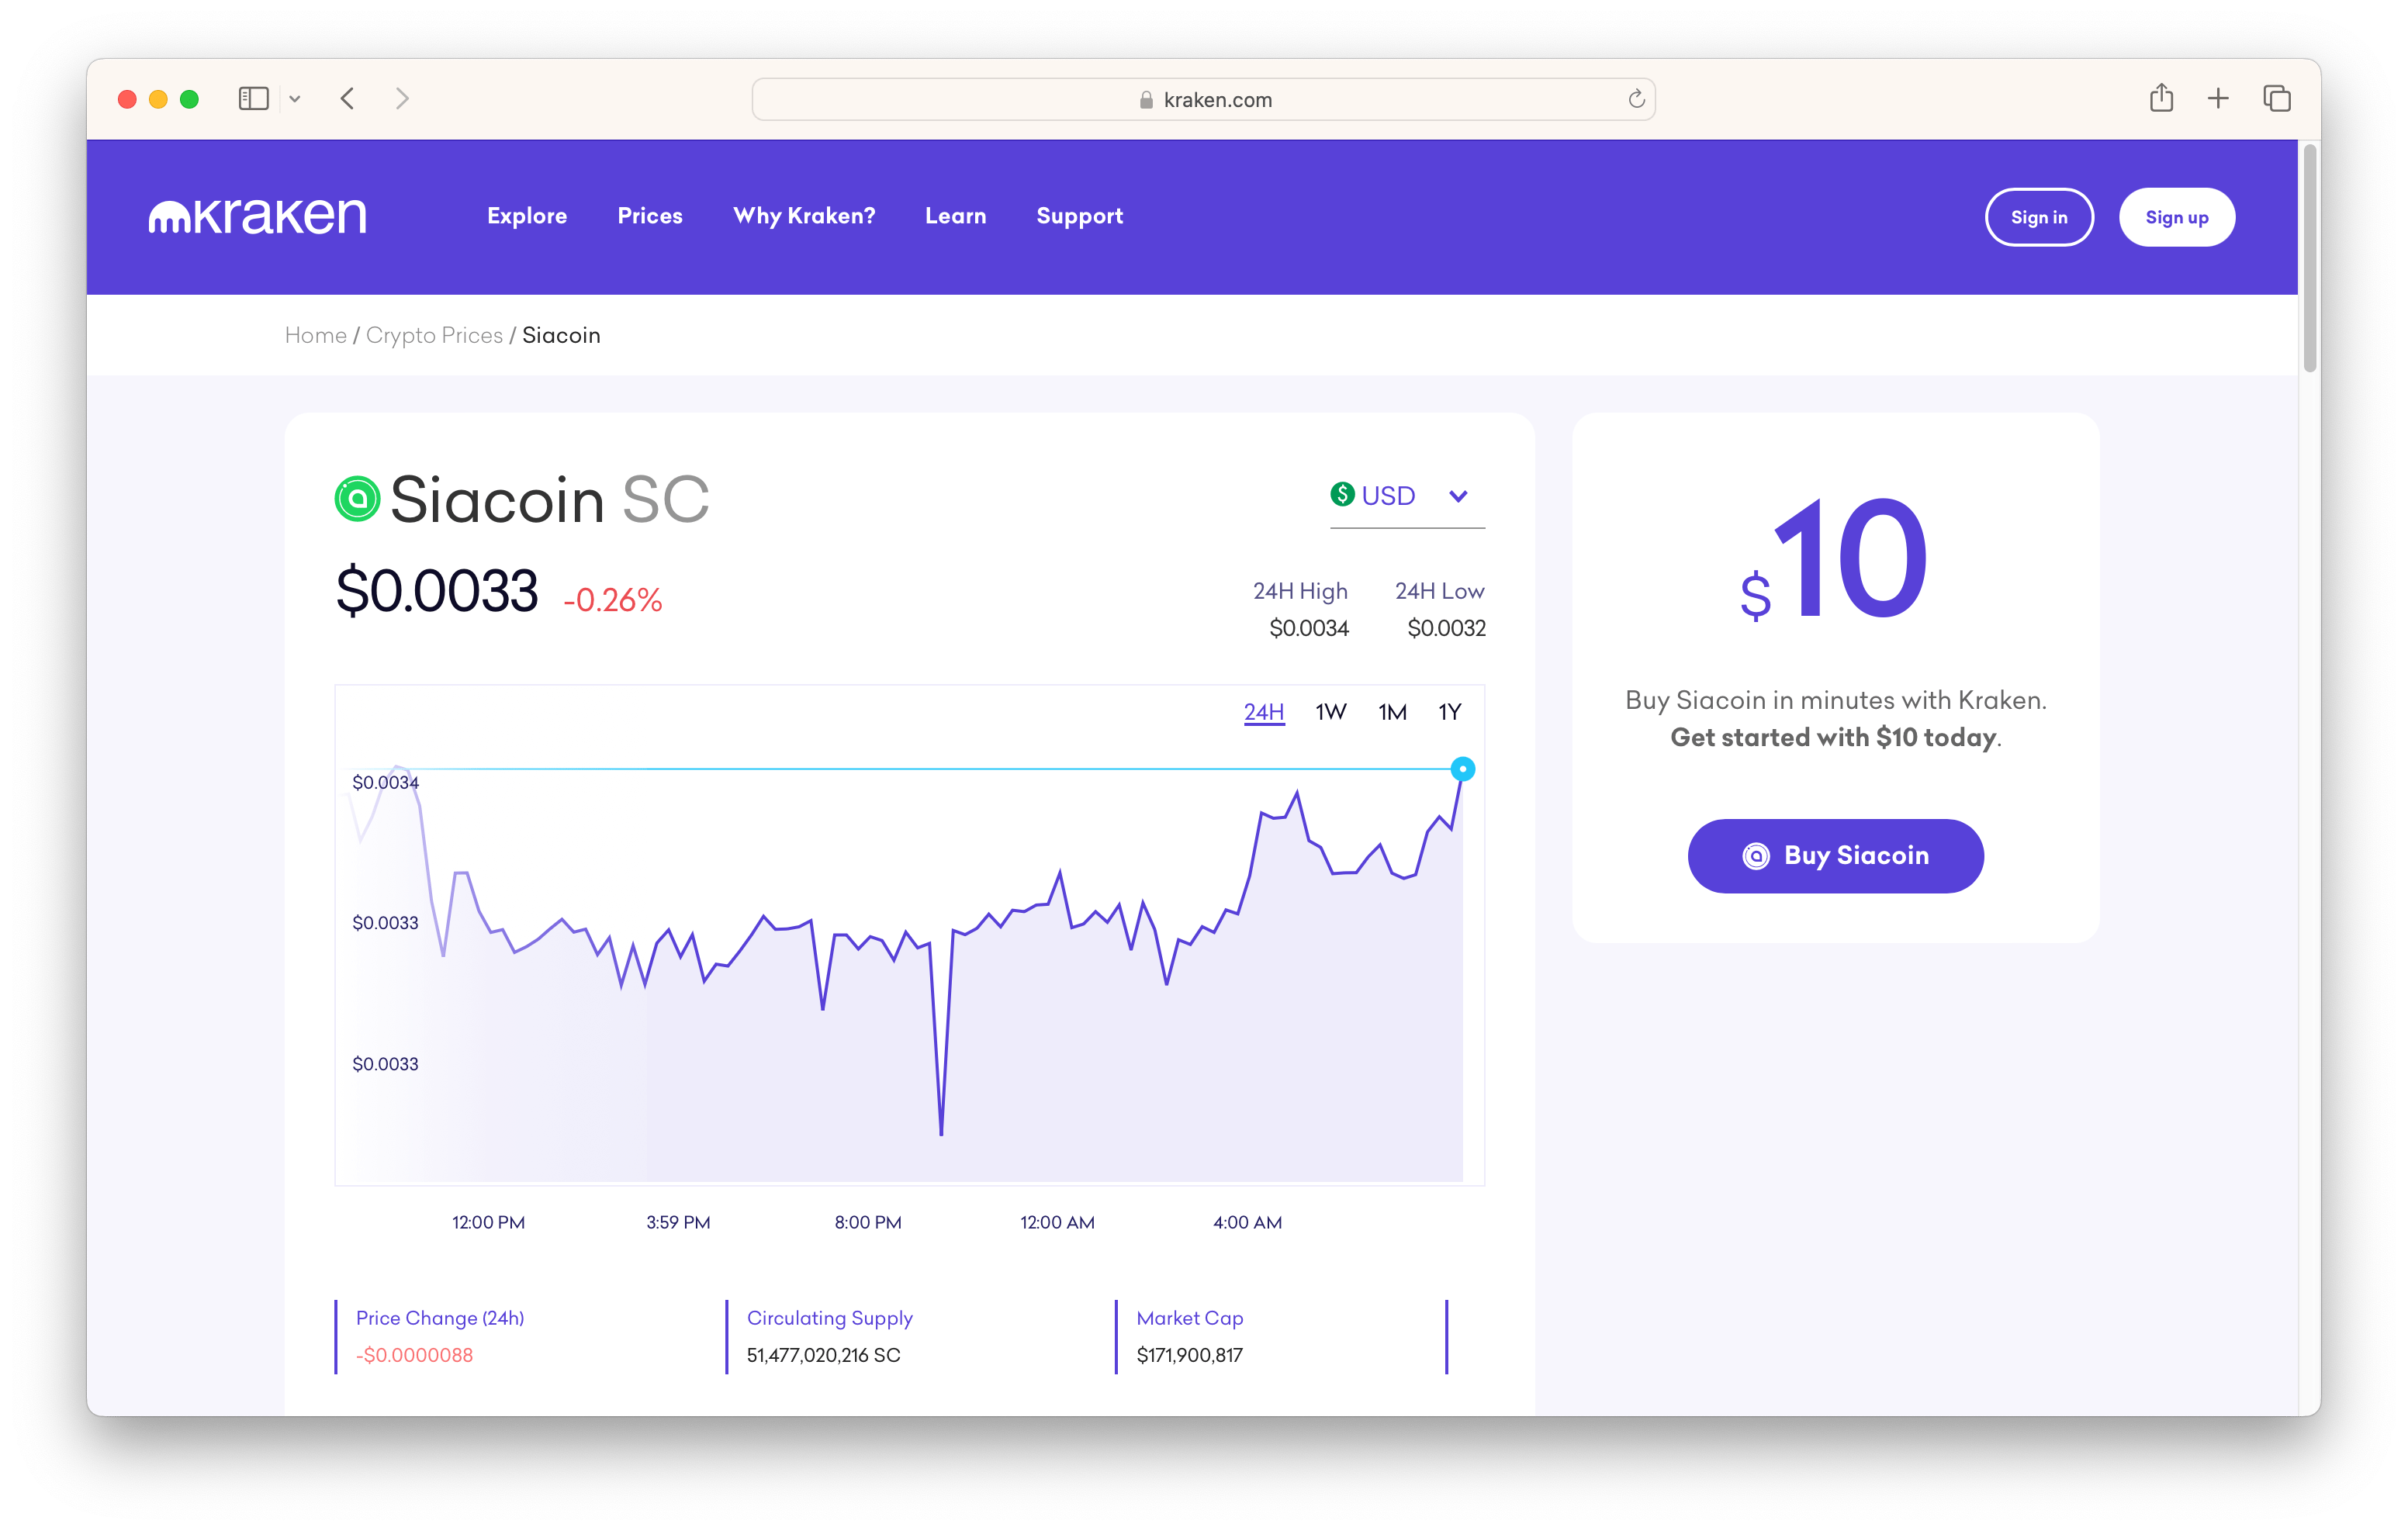 kraken.com
mKraken
Explore Prices Why Kraken? Learn Support Sign in Sign up
Home / Crypto Prices / Siacoin
Siacoin SC
$ USD
$0.0033 -0.26%
24H High 24H Low
$0.0034 $0.0032
24H 1W 1M 1Y
$0.0034
$0.0033
$0.0033
12:00 PM 3:59 PM 8:00 PM 12:00 AM 4:00 AM
Price Change (24h) Circulating Supply Market Cap
-$0.0000088 51,477,020,216 SC $171,900,817
$10
Buy Siacoin in minutes with Kraken.
Get started with $10 today.
Buy Siacoin